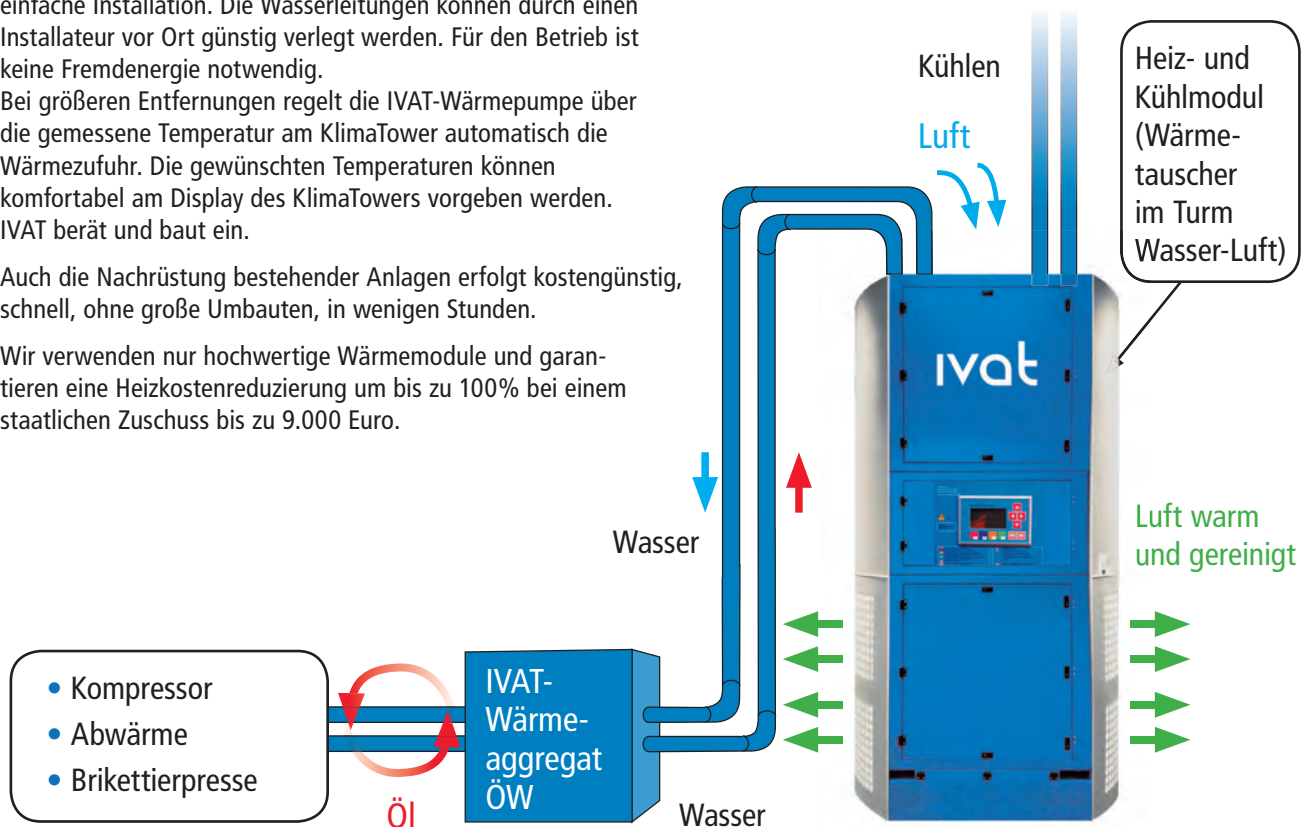 einfache Installation. Die Wasserleitungen können durch einen
Installateur vor Ort günstig verlegt werden. Für den Betrieb ist
keine Fremdenergie notwendig.
Bei größeren Entfernungen regelt die IVAT-Wärmepumpe über
die gemessene Temperatur am KlimaTower automatisch die
Wärmezufuhr. Die gewünschten Temperaturen können
komfortabel am Display des KlimaTowers vorgeben werden.
IVAT berät und baut ein.
Auch die Nachrüstung bestehender Anlagen erfolgt kostengünstig,
schnell, ohne große Umbauten, in wenigen Stunden.
Wir verwenden nur hochwertige Wärmemodule und garan-
tieren eine Heizkostenreduzierung um bis zu 100% bei einem
staatlichen Zuschuss bis zu 9.000 Euro.
Kühlen
Luft
Heiz- und
Kühlmodul
(Wärme-
tauscher
im Turm
Wasser-Luft)
ivat
Luft warm
und gereinigt
Wasser
• Kompressor
• Abwärme
• Brikettierpresse
Öl
IVAT-
Wärme-
aggregat
ÖW
Wasser